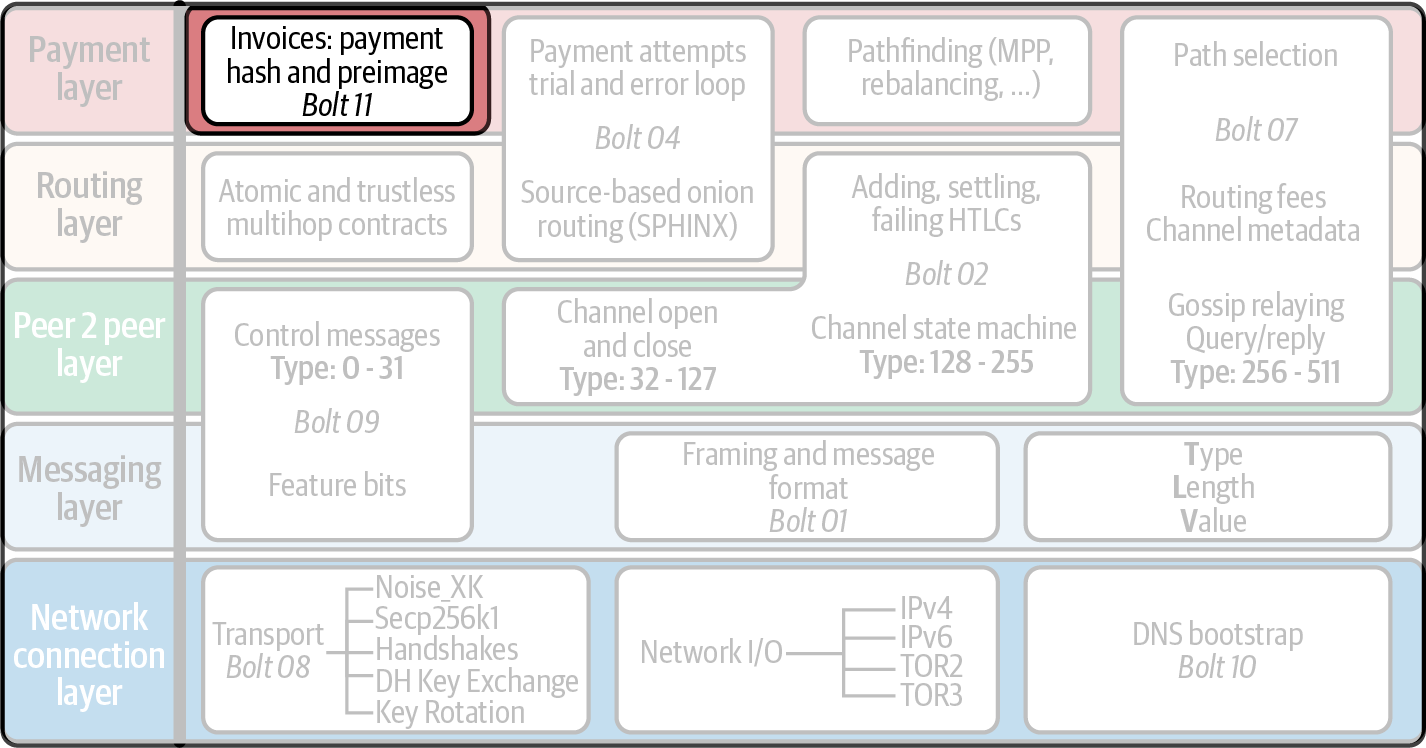 Payment
layer
Invoices: payment
hash and preimage
Bolt 11
Payment attempts
trial and error loop
Bolt 04
Source-based onion
routing (SPHINX)
Pathfinding (MPP,
rebalancing, ...)
Path selection
Bolt 07
Routing fees
Channel metadata
Gossip relaying
Query/reply
Type: 256 - 511
Routing
layer
Atomic and trustless
multihop contracts
Adding, settling,
failing HTLCs
Bolt 02
Channel state machine
Type: 128 - 255
Peer 2 peer
layer
Control messages
Type: 0 - 31
Bolt 09
Feature bits
Channel open
and close
Type: 32 - 127
Messaging
layer
Framing and message
format
Bolt 01
Type
Length
Value
Network
connection
layer
Transport
Bolt 08
Noise_XK
Secp256k1
Handshakes
DH Key Exchange
Key Rotation
Network I/O
IPv4
IPv6
TOR2
TOR3
DNS bootstrap
Bolt 10